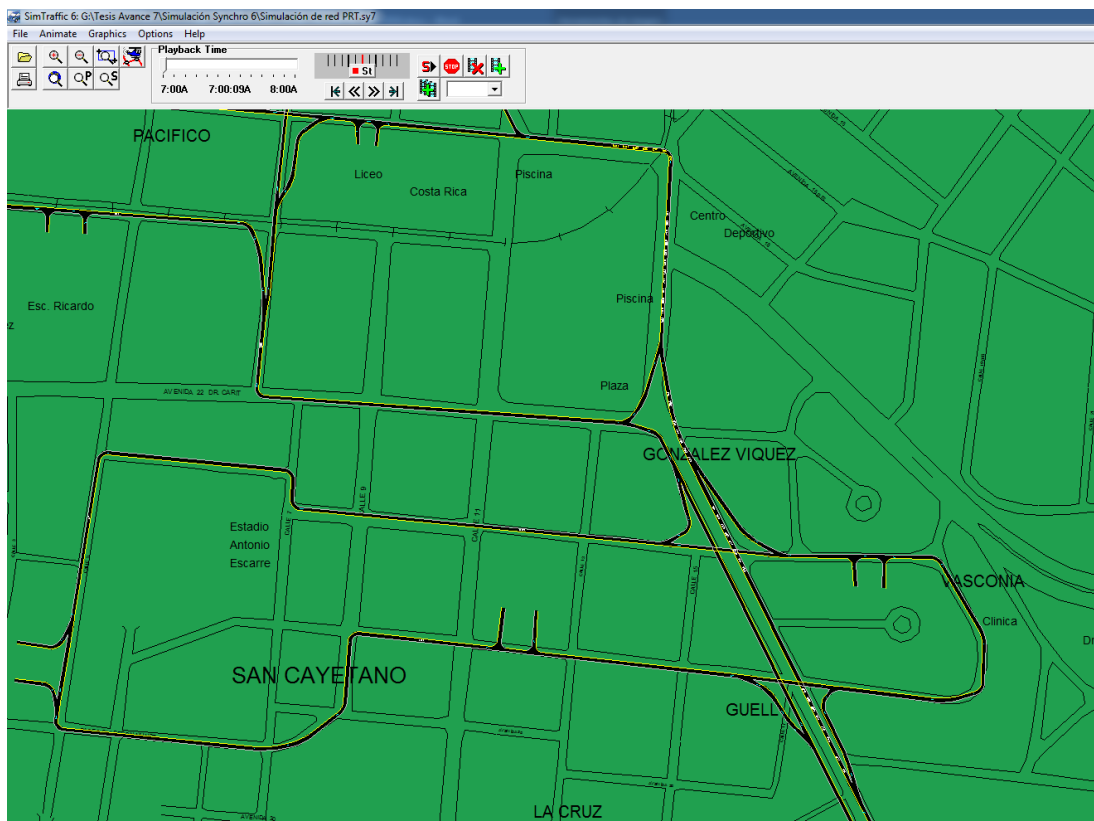 SimTraffic 6: G:\Tesis Avance 7\Simulación Synchro 6\Simulación de red PRT.sy7
File Animate Graphics Options Help
Playback Time
St
S
STOP
P
S
7:00A 7:00:09A 8:00A
PACIFICO
Liceo
Costa Rica
Piscina
Centro
Deportivo
Piscina
Esc. Ricardo
ez
Plaza
AVENIDA 22 DR. CARIT
GONZALEZ VIQUEZ
CALLE 7
CALLE 11
CALLE 15
Estadio
Antonio
Escarre
VASCONIA
Clinica
SAN CAYETANO
GUELL
LA CRUZ